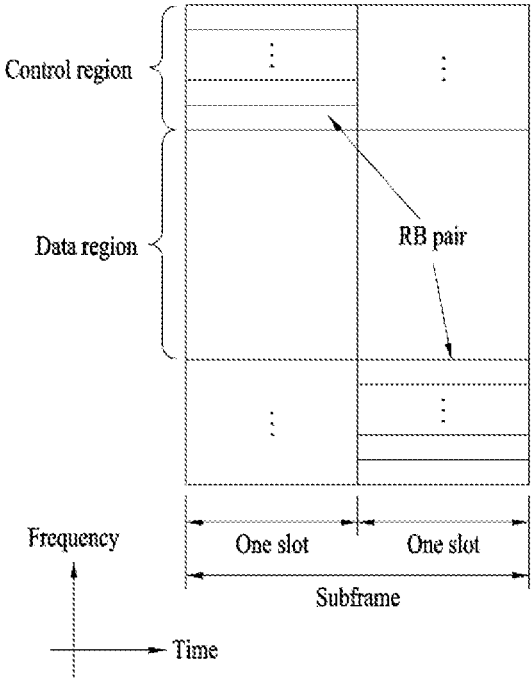 Control region
Data region
RB pair
One slot
One slot
Subframe
Frequency
Time